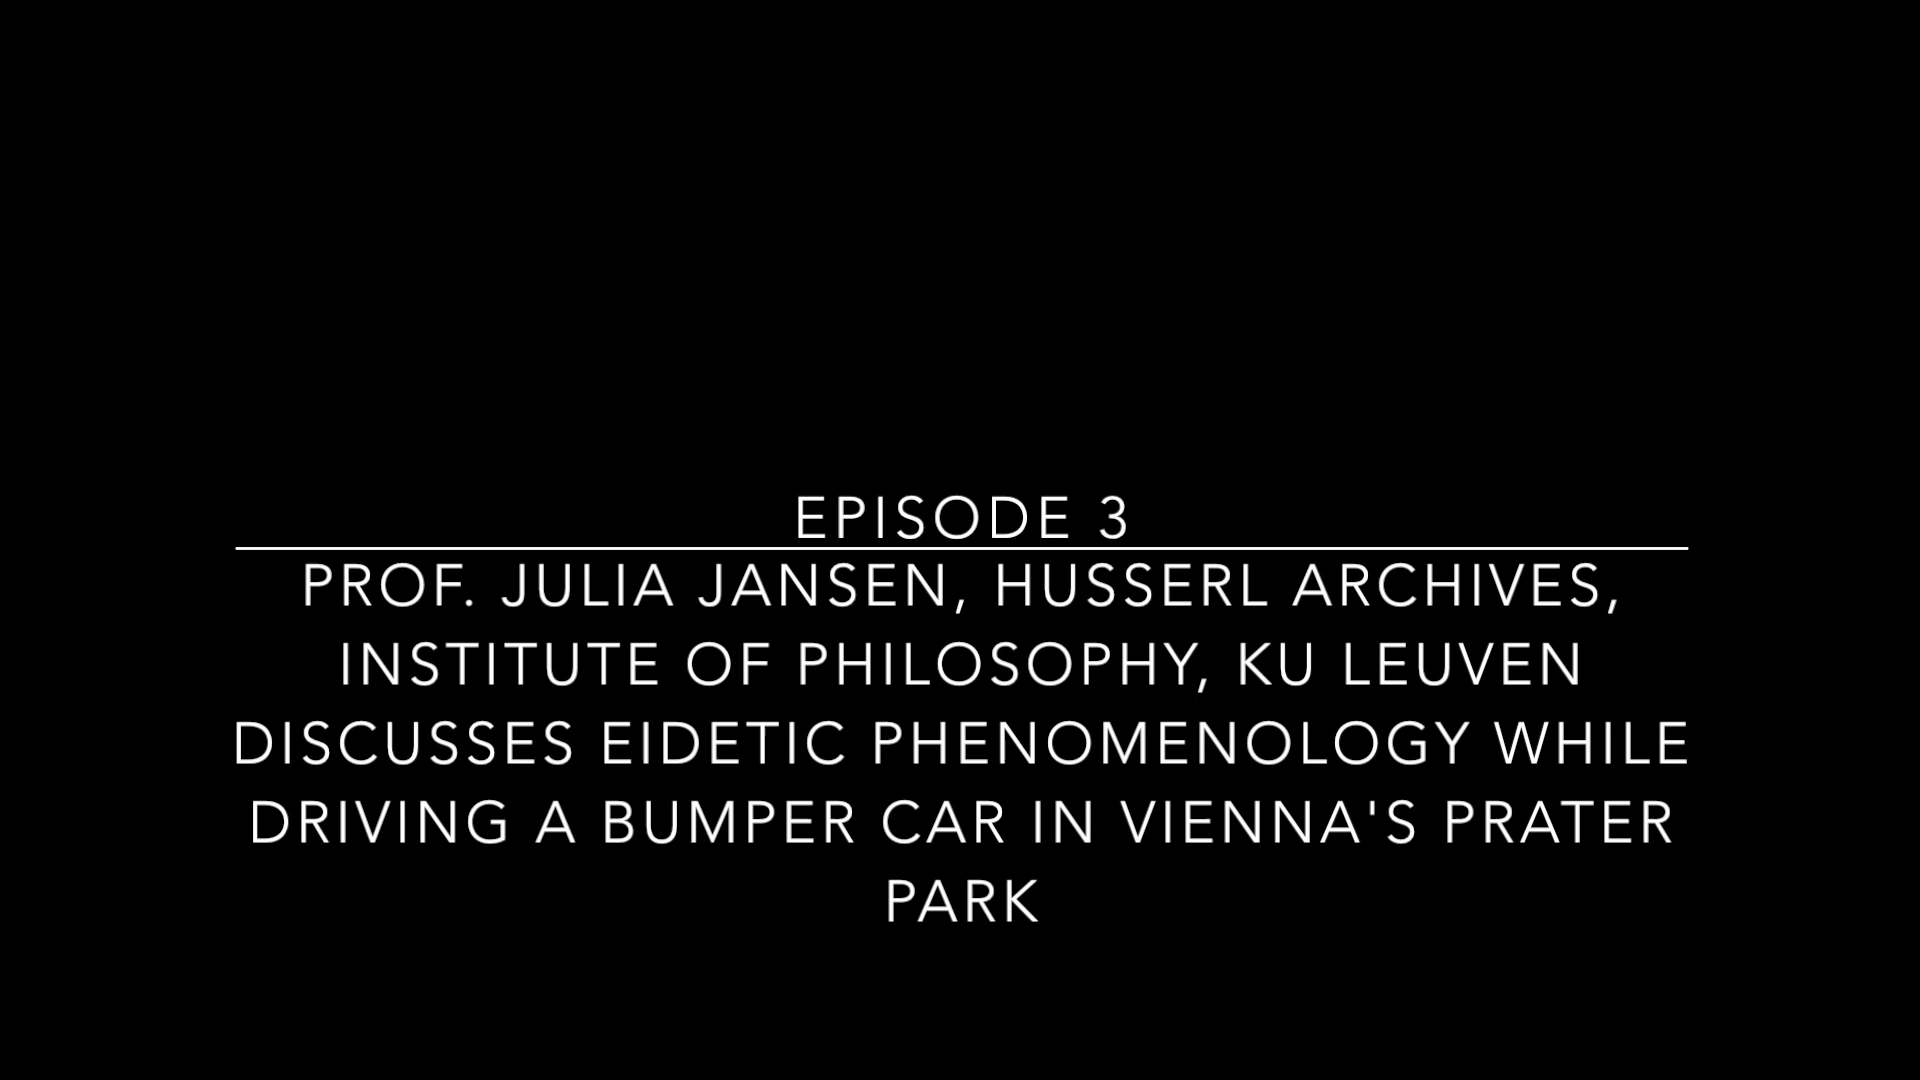 EPISODE 3
PROF. JULIA JANSEN, HUSSERL ARCHIVES,
INSTITUTE OF PHILOSOPHY, KU LEUVEN
DISCUSSES EIDETIC PHENOMENOLOGY WHILE
DRIVING A BUMPER CAR IN VIENNA'S PRATER
PARK